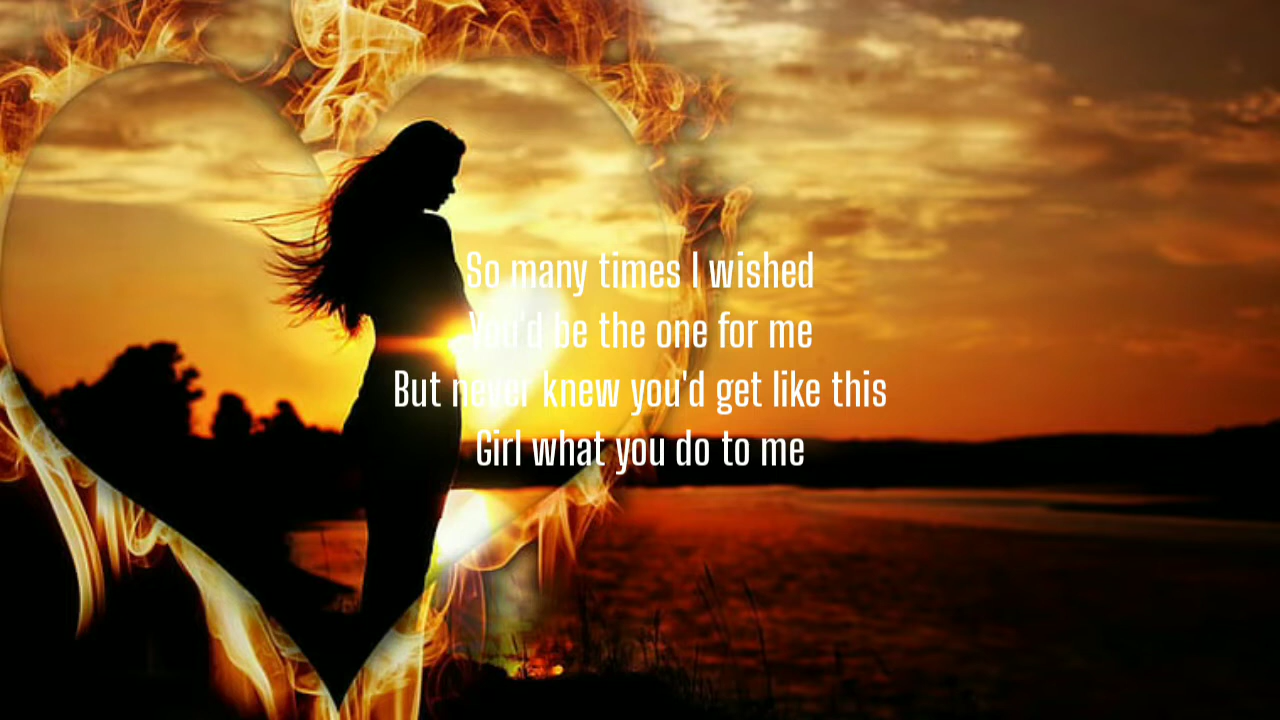 So many times I wished
You'd be the one for me
But never knew you'd get like this
Girl what you do to me